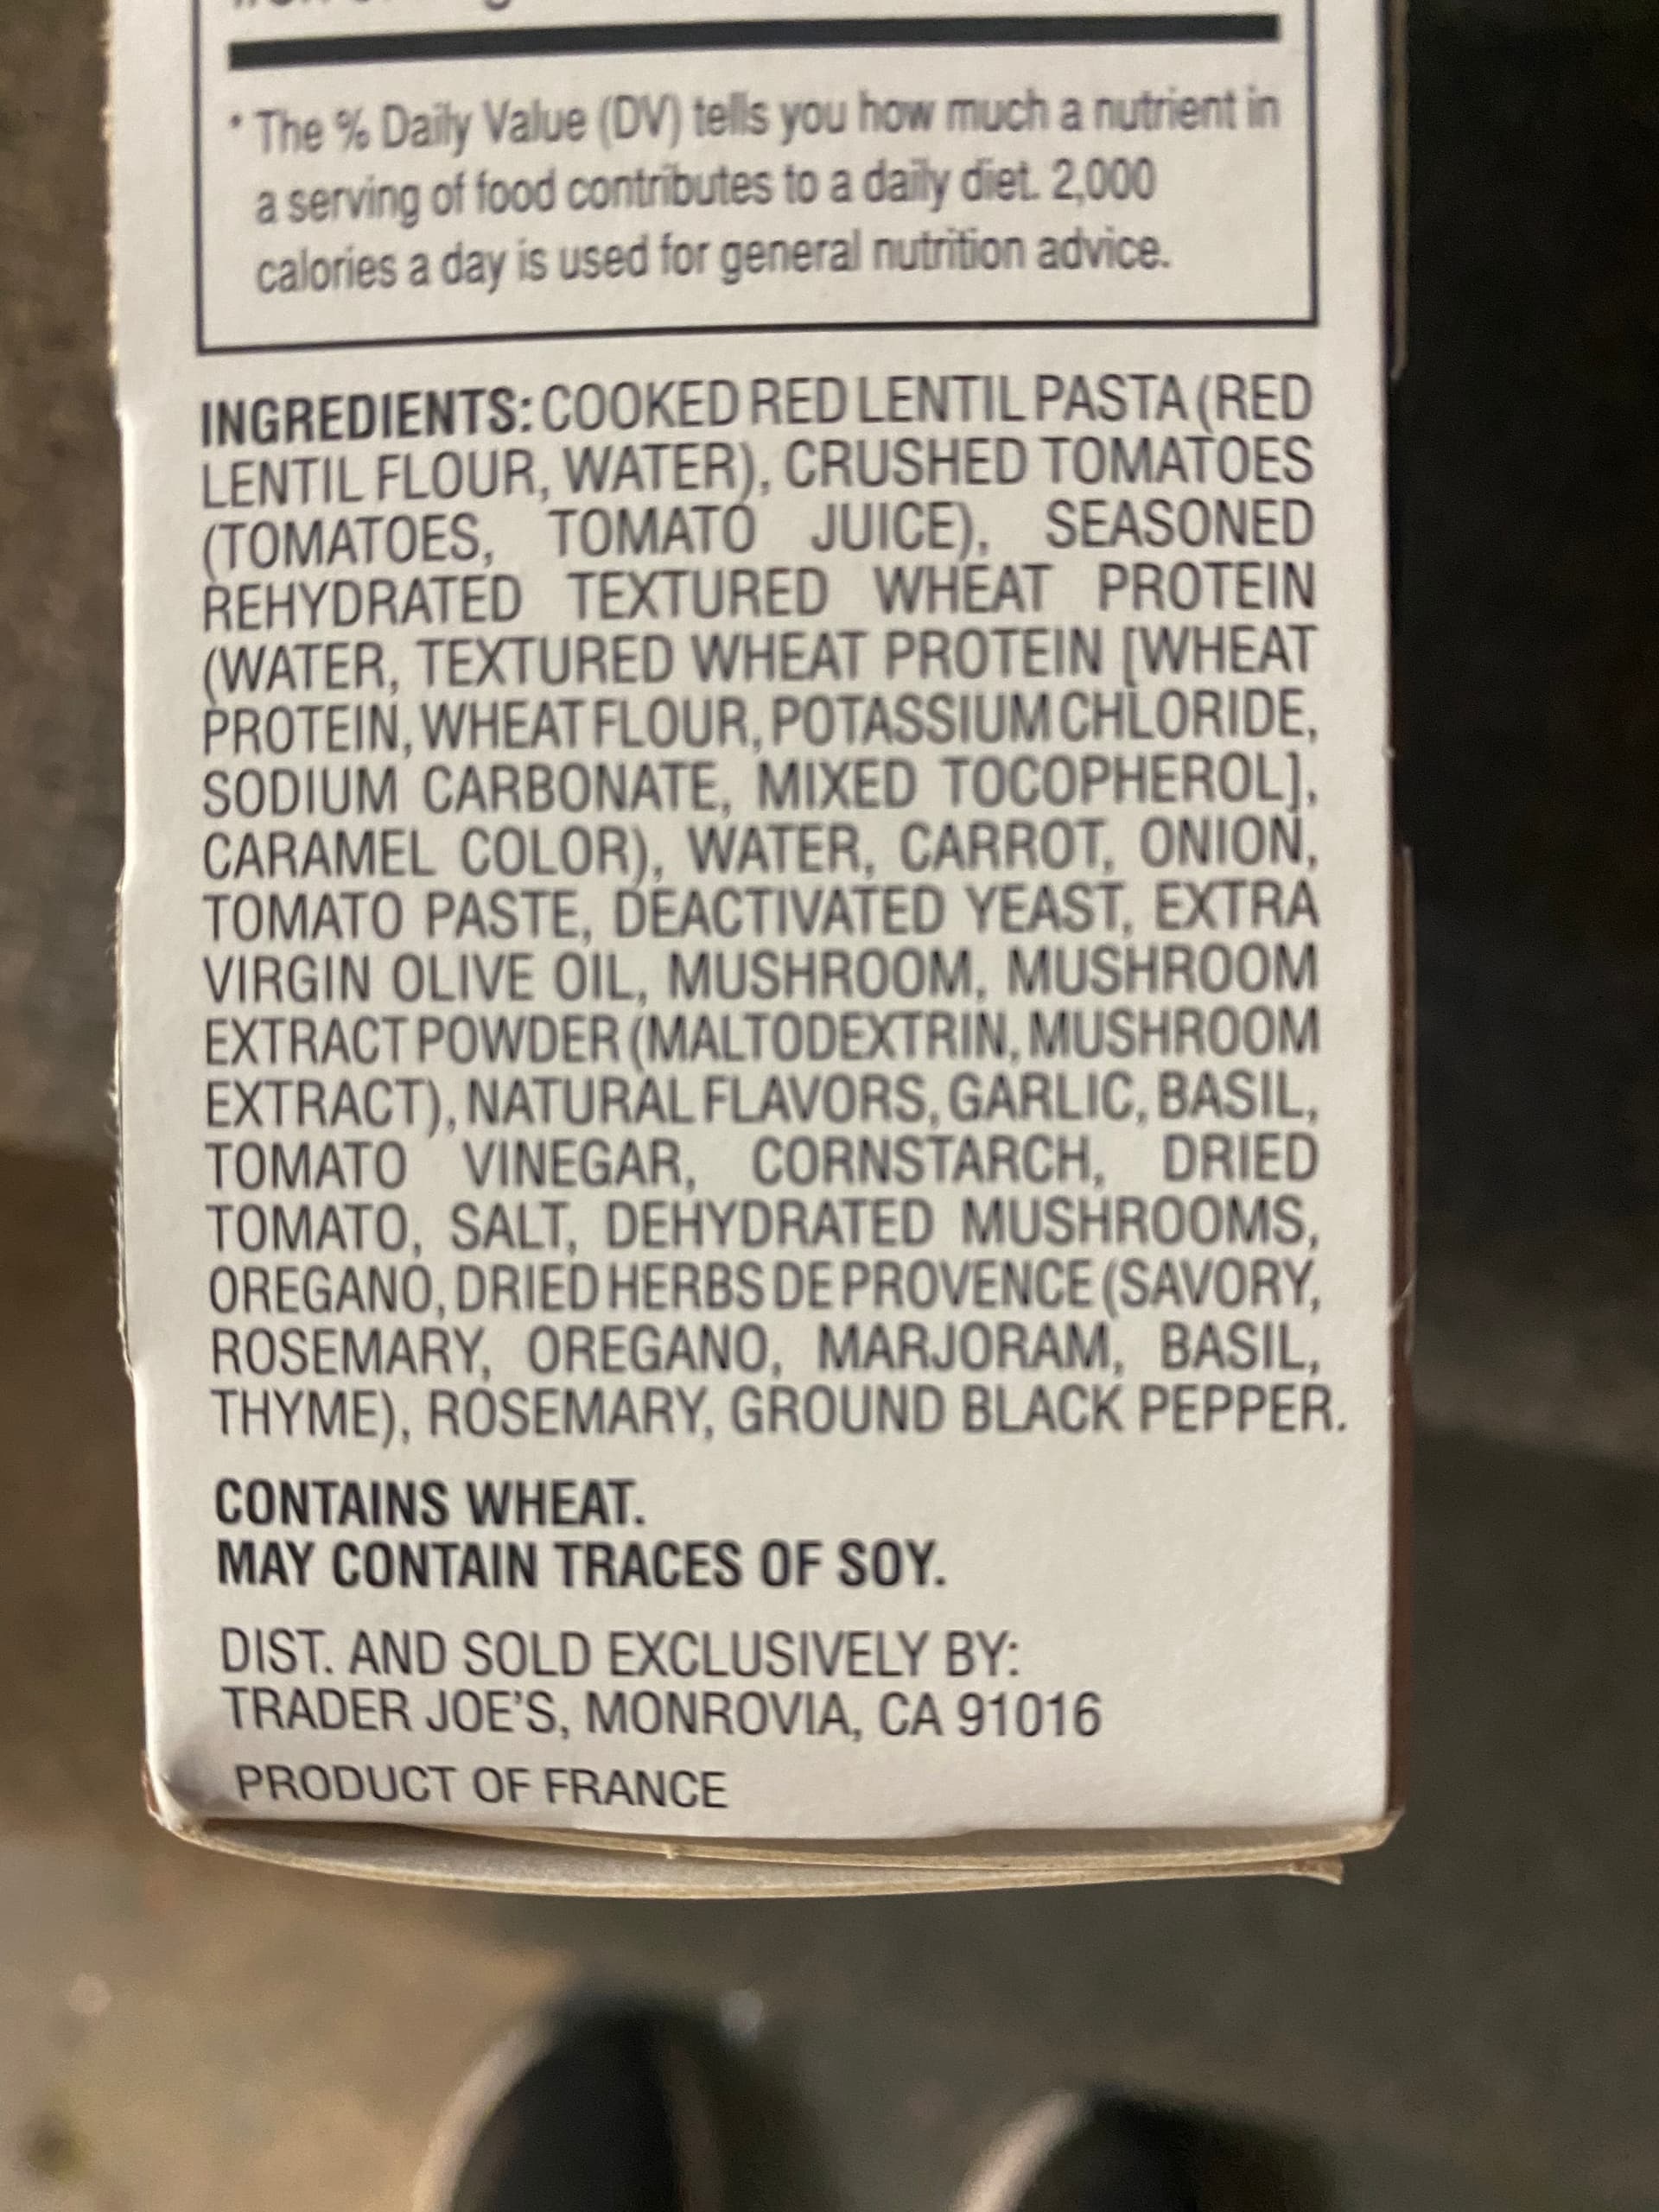 * The % Daily Value (DV) tells you how much a nutrient in
a serving of food contributes to a daily diet. 2,000
calories a day is used for general nutrition advice.
INGREDIENTS: COOKED RED LENTIL PASTA (RED
LENTIL FLOUR, WATER), CRUSHED TOMATOES
(TOMATOES, TOMATO JUICE), SEASONED
REHYDRATED TEXTURED WHEAT PROTEIN
(WATER, TEXTURED WHEAT PROTEIN [WHEAT
PROTEIN, WHEAT FLOUR, POTASSIUM CHLORIDE,
SODIUM CARBONATE, MIXED TOCOPHEROL],
CARAMEL COLOR), WATER, CARROT, ONION,
TOMATO PASTE, DEACTIVATED YEAST, EXTRA
VIRGIN OLIVE OIL, MUSHROOM, MUSHROOM
EXTRACT POWDER (MALTODEXTRIN, MUSHROOM
EXTRACT), NATURAL FLAVORS, GARLIC, BASIL,
TOMATO VINEGAR, CORNSTARCH, DRIED
TOMATO, SALT, DEHYDRATED MUSHROOMS,
OREGANO, DRIED HERBS DE PROVENCE (SAVORY,
ROSEMARY, OREGANO, MARJORAM, BASIL,
THYME), ROSEMARY, GROUND BLACK PEPPER.
CONTAINS WHEAT.
MAY CONTAIN TRACES OF SOY.
DIST. AND SOLD EXCLUSIVELY BY:
TRADER JOE'S, MONROVIA, CA 91016
PRODUCT OF FRANCE